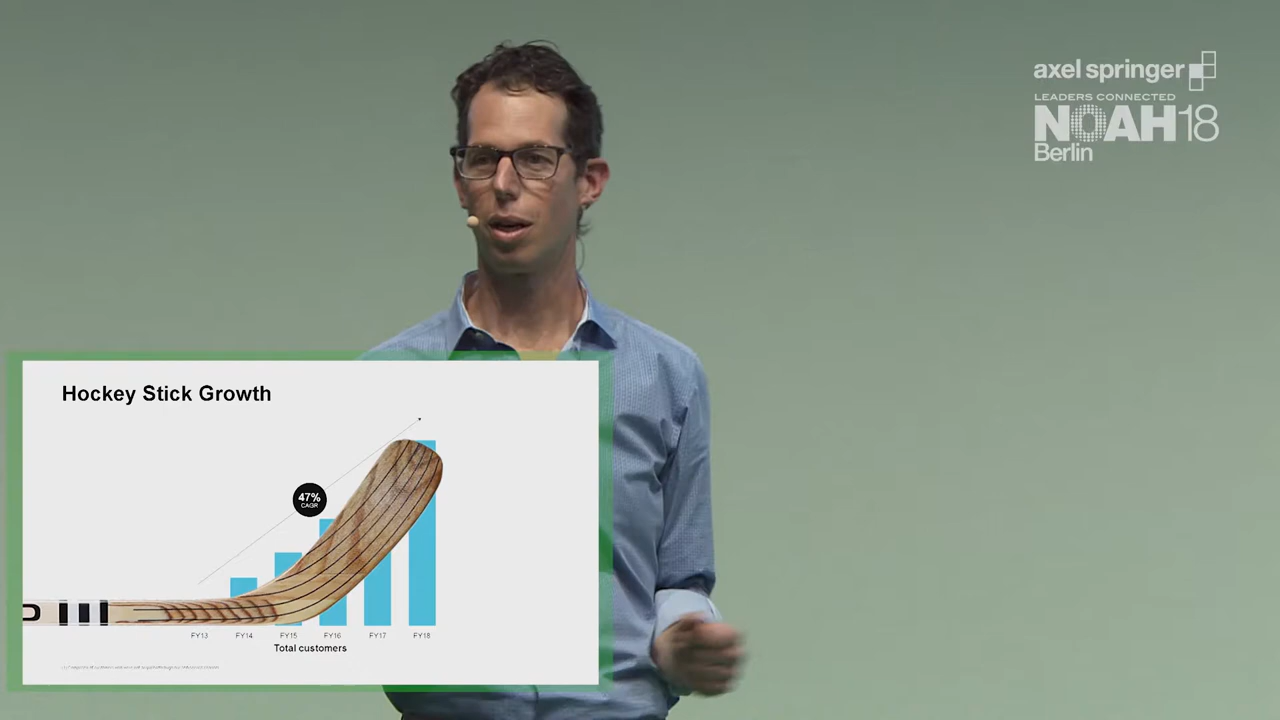 axel springer
LEADERS CONNECTED
NOAH18
Berlin
Hockey Stick Growth
47%
CAGR
FY13 FY14 FY15 FY16 FY17 FY18
Total customers